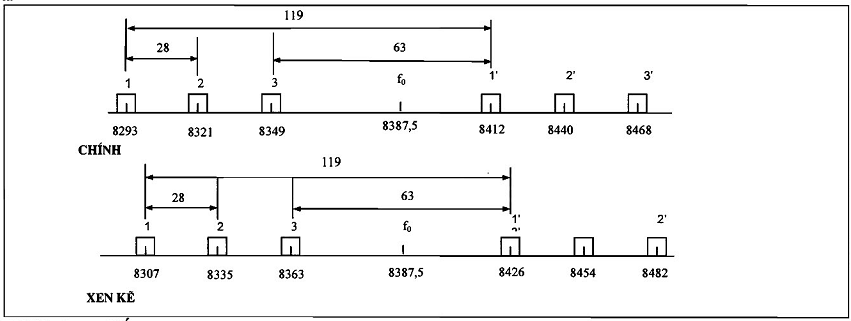 119
28 63
1 2 3 f₀ 1' 2' 3'
8293 8321 8349 8387,5 8412 8440 8468
CHÍNH
119
28 63
1 2 3 f₀ 1' 2'
8307 8335 8363 8387,5 8426 8454 8482
XEN KẼ